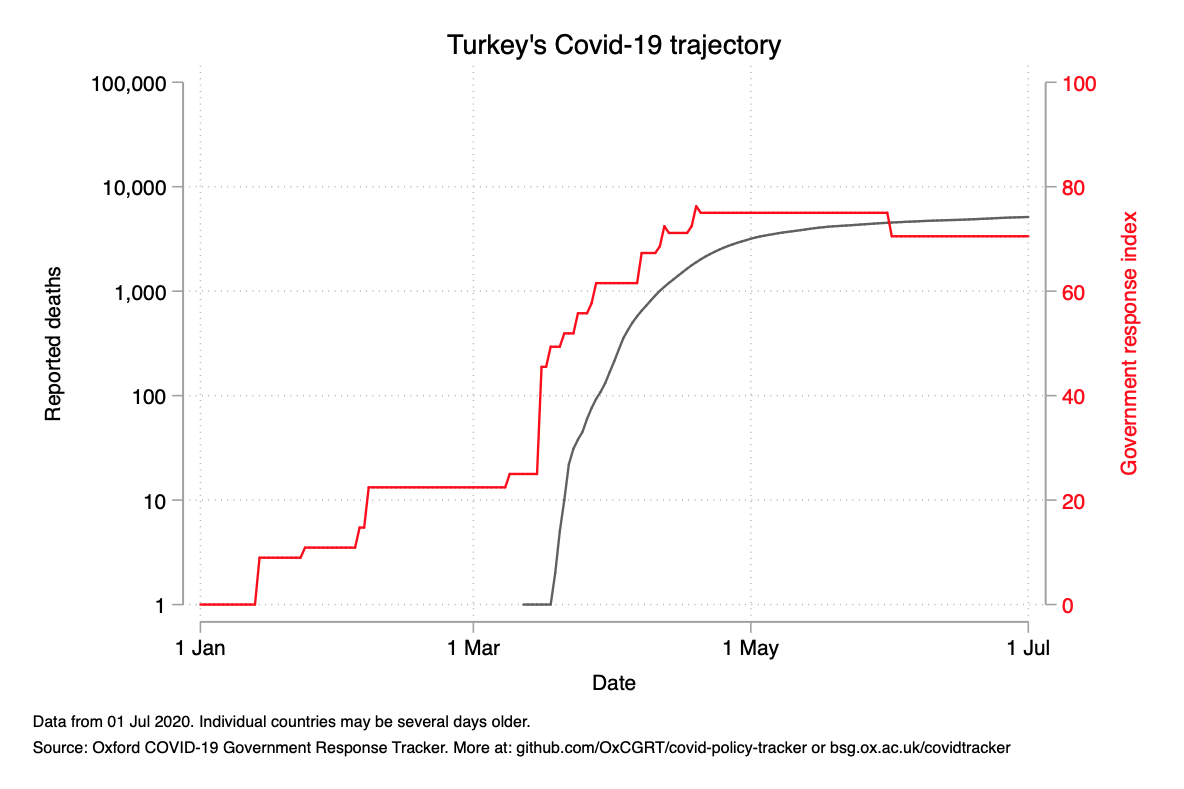 Turkey's Covid-19 trajectory
100,000
10,000
1,000
100
10
1
Reported deaths
100
80
60
40
20
0
Government response index
1 Jan
1 Mar
1 May
1 Jul
Date
Data from 01 Jul 2020. Individual countries may be several days older.
Source: Oxford COVID-19 Government Response Tracker. More at: github.com/OxCGRT/covid-policy-tracker or bsg.ox.ac.uk/covidtracker